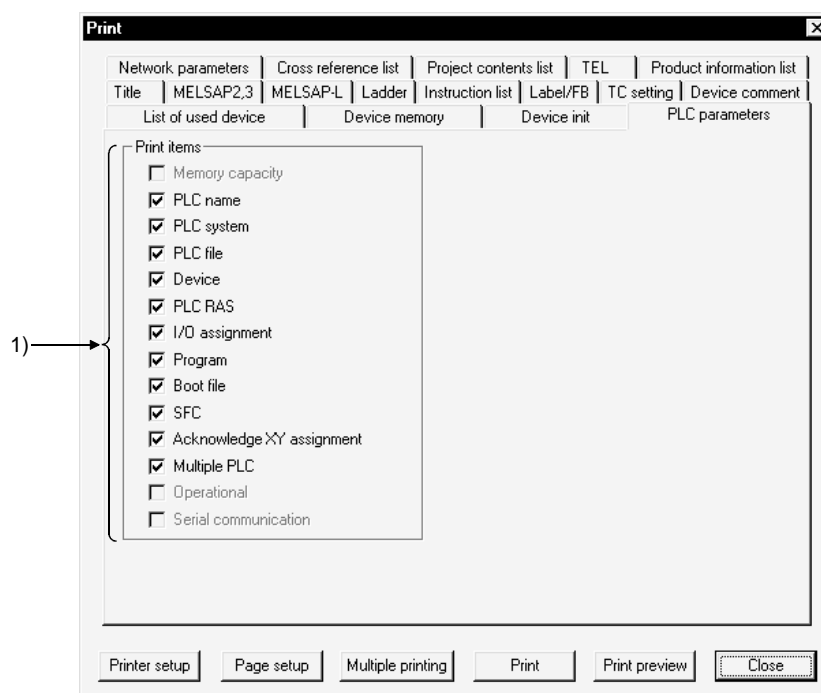 Print
Network parameters Cross reference list Project contents list TEL Product information list
Title MELSAP2,3 MELSAP-L Ladder Instruction list Label/FB TC setting Device comment
List of used device Device memory Device init PLC parameters
Print items
Memory capacity
PLC name
PLC system
PLC file
Device
PLC RAS
I/O assignment
1)
Program
Boot file
SFC
Acknowledge XY assignment
Multiple PLC
Operational
Serial communication
Printer setup Page setup Multiple printing Print Print preview Close